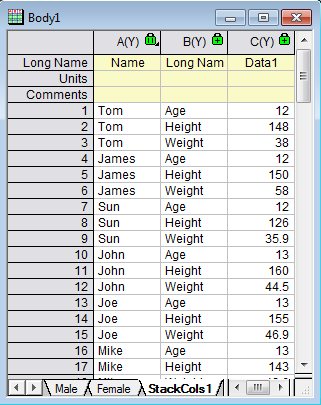 Body1
A(Y) B(Y) C(Y)
Long Name Name Long Nam Data1
Units
Comments
1 Tom Age 12
2 Tom Height 148
3 Tom Weight 38
4 James Age 12
5 James Height 150
6 James Weight 58
7 Sun Age 12
8 Sun Height 126
9 Sun Weight 35.9
10 John Age 13
11 John Height 160
12 John Weight 44.5
13 Joe Age 13
14 Joe Height 155
15 Joe Weight 46.9
16 Mike Age 13
17 Mike Height 143
Male Female StackCols1